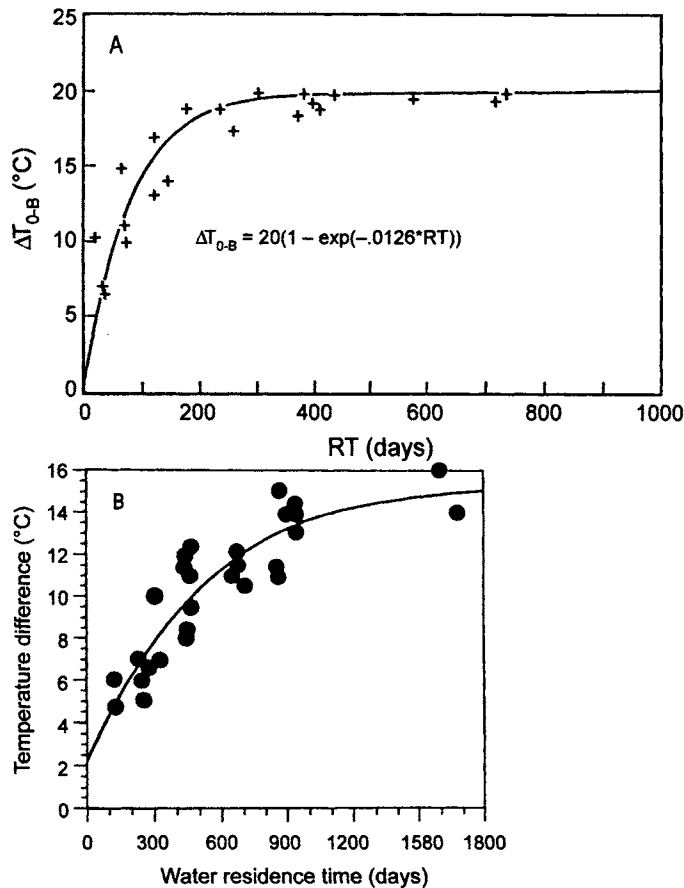 25
A
20
15
10
5
0
ΔT0-B (°C)
ΔT0-B = 20(1 – exp(–.0126*RT))
0 200 400 600 800 1000
RT (days)
16
B
14
12
10
8
6
4
2
0
Temperature difference (°C)
0 300 600 900 1200 1580 1800
Water residence time (days)